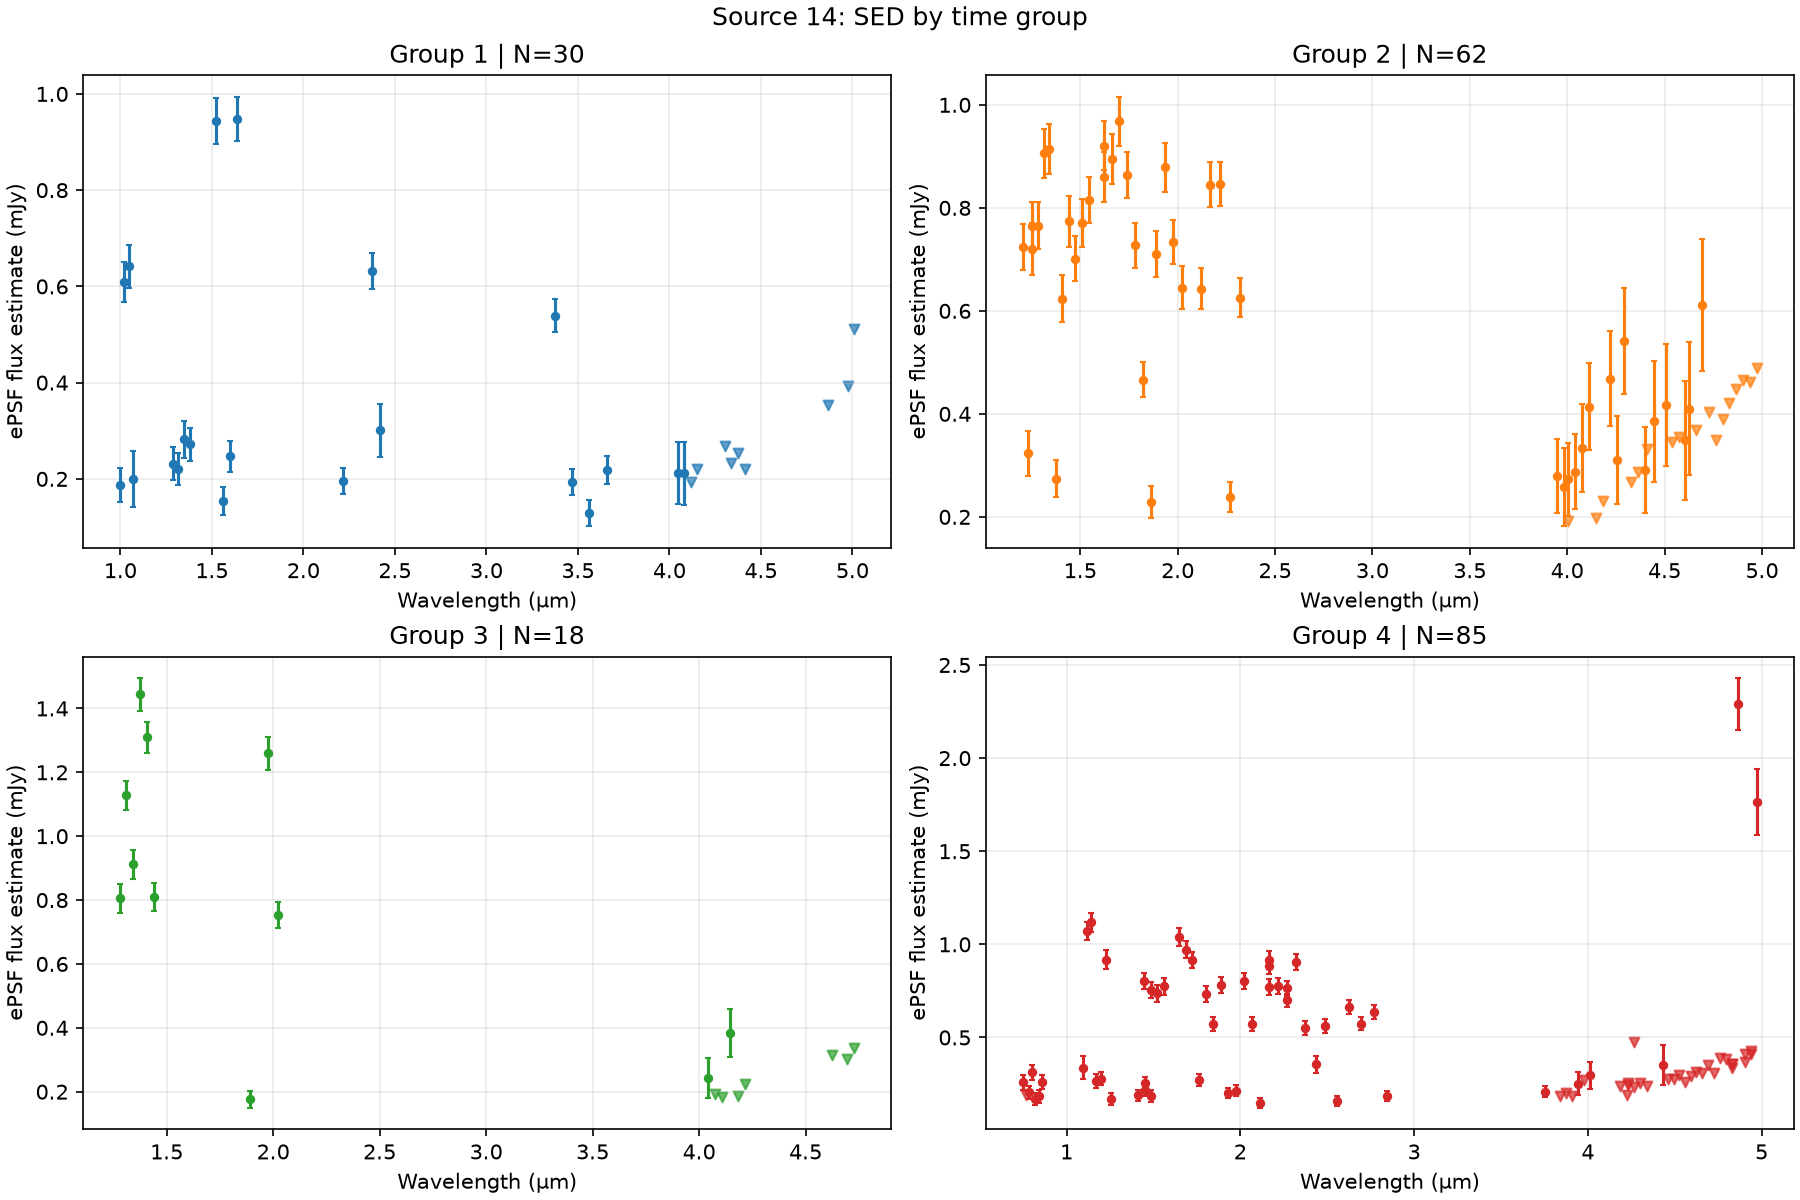 Source 14: SED by time group
Group 1 | N=30
ePSF flux estimate (mJy)
1.0
0.8
0.6
0.4
0.2
1.0 1.5 2.0 2.5 3.0 3.5 4.0 4.5 5.0
Wavelength (μm)
Group 2 | N=62
ePSF flux estimate (mJy)
1.0
0.8
0.6
0.4
0.2
1.5 2.0 2.5 3.0 3.5 4.0 4.5 5.0
Wavelength (μm)
Group 3 | N=18
ePSF flux estimate (mJy)
1.4
1.2
1.0
0.8
0.6
0.4
0.2
1.5 2.0 2.5 3.0 3.5 4.0 4.5
Wavelength (μm)
Group 4 | N=85
ePSF flux estimate (mJy)
2.5
2.0
1.5
1.0
0.5
1 2 3 4 5
Wavelength (μm)